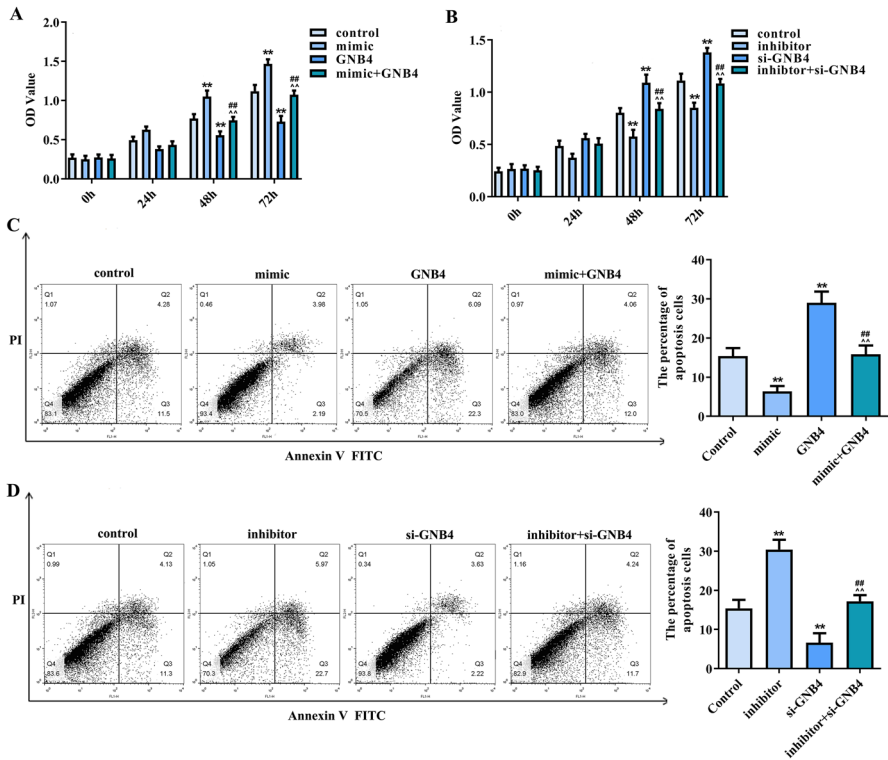 A
control
mimic
GNB4
mimic+GNB4
OD Value
2.0
1.5
1.0
0.5
0.0
**
**
**
**
##
^^
##
^^
0h
24h
48h
72h
B
control
inhibitor
si-GNB4
inhibtor+si-GNB4
OD Value
1.5
1.0
0.5
0.0
**
**
**
**
##
^^
##
^^
0h
24h
48h
72h
C
PI
control
Q1
1.07
Q2
4.28
Q4
83.1
Q3
11.5
FL1-H
mimic
Q1
0.46
Q2
3.98
Q4
93.4
Q3
2.19
FL1-H
GNB4
Q1
1.05
Q2
6.09
Q4
70.5
Q3
22.3
FL1-H
mimic+GNB4
Q1
0.97
Q2
4.06
Q4
83.0
Q3
12.0
FL1-H
Annexin V FITC
The percentage of
apoptosis cells
40
30
20
10
0
**
**
##
^^
Control
mimic
GNB4
mimic+GNB4
D
PI
control
Q1
0.99
Q2
4.13
Q4
83.6
Q3
11.3
FL1-H
inhibitor
Q1
1.05
Q2
5.97
Q4
70.3
Q3
22.7
FL1-H
si-GNB4
Q1
0.34
Q2
3.63
Q4
93.8
Q3
2.22
FL1-H
inhibitor+si-GNB4
Q1
1.16
Q2
4.24
Q4
82.9
Q3
11.7
FL1-H
Annexin V FITC
The percentage of
apoptosis cells
40
30
20
10
0
**
**
##
^^
Control
inhibitor
si-GNB4
inhibitor+si-GNB4